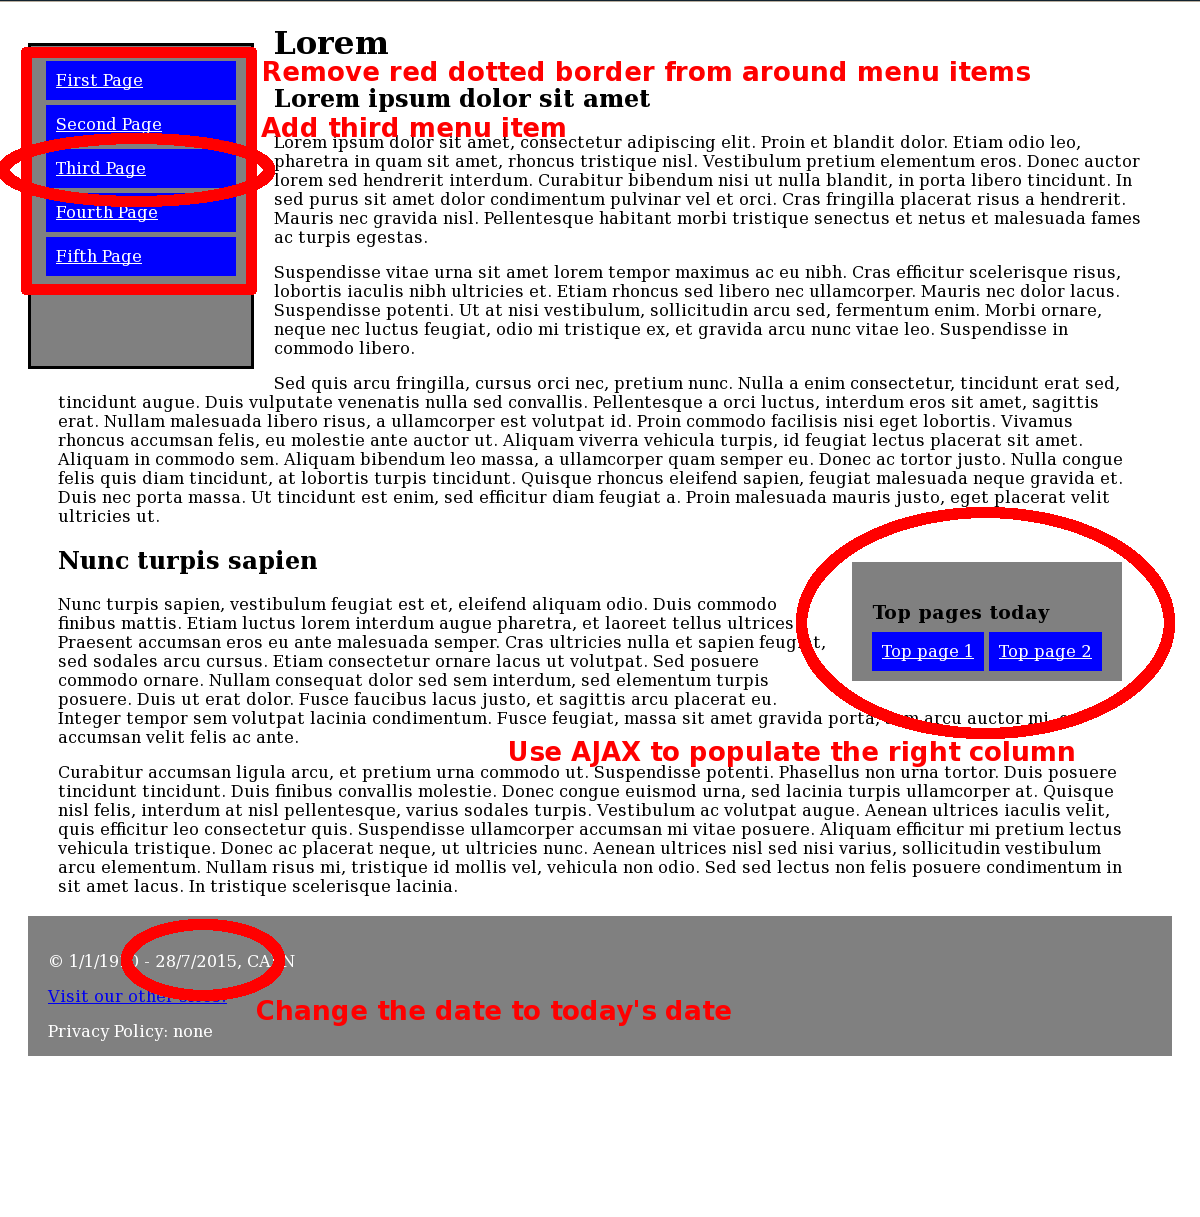 First Page
Second Page
Third Page
Fourth Page
Fifth Page
Lorem
Remove red dotted border from around menu items
Lorem ipsum dolor sit amet
Add third menu item
Lorem ipsum dolor sit amet, consectetur adipiscing elit. Proin et blandit dolor. Etiam odio leo,
pharetra in quam sit amet, rhoncus tristique nisl. Vestibulum pretium elementum eros. Donec auctor
lorem sed hendrerit interdum. Curabitur bibendum nisi ut nulla blandit, in porta libero tincidunt. In
sed purus sit amet dolor condimentum pulvinar vel et orci. Cras fringilla placerat risus a hendrerit.
Mauris nec gravida nisl. Pellentesque habitant morbi tristique senectus et netus et malesuada fames
ac turpis egestas.
Suspendisse vitae urna sit amet lorem tempor maximus ac eu nibh. Cras efficitur scelerisque risus,
lobortis iaculis nibh ultricies et. Etiam rhoncus sed libero nec ullamcorper. Mauris nec dolor lacus.
Suspendisse potenti. Ut at nisi vestibulum, sollicitudin arcu sed, fermentum enim. Morbi ornare,
neque nec luctus feugiat, odio mi tristique ex, et gravida arcu nunc vitae leo. Suspendisse in
commodo libero.
Sed quis arcu fringilla, cursus orci nec, pretium nunc. Nulla a enim consectetur, tincidunt erat sed,
tincidunt augue. Duis vulputate venenatis nulla sed convallis. Pellentesque a orci luctus, interdum eros sit amet, sagittis
erat. Nullam malesuada libero risus, a ullamcorper est volutpat id. Proin commodo facilisis nisi eget lobortis. Vivamus
rhoncus accumsan felis, eu molestie ante auctor ut. Aliquam viverra vehicula turpis, id feugiat lectus placerat sit amet.
Aliquam in commodo sem. Aliquam bibendum leo massa, a ullamcorper quam semper eu. Donec ac tortor justo. Nulla congue
felis quis diam tincidunt, at lobortis turpis tincidunt. Quisque rhoncus eleifend sapien, feugiat malesuada neque gravida et.
Duis nec porta massa. Ut tincidunt est enim, sed efficitur diam feugiat a. Proin malesuada mauris justo, eget placerat velit
ultricies ut.
Nunc turpis sapien
Nunc turpis sapien, vestibulum feugiat est et, eleifend aliquam odio. Duis commodo
finibus mattis. Etiam luctus lorem interdum augue pharetra, et laoreet tellus ultrices
Praesent accumsan eros eu ante malesuada semper. Cras ultricies nulla et sapien feugiat,
sed sodales arcu cursus. Etiam consectetur ornare lacus ut volutpat. Sed posuere
commodo ornare. Nullam consequat dolor sed sem interdum, sed elementum turpis
posuere. Duis ut erat dolor. Fusce faucibus lacus justo, et sagittis arcu placerat eu.
Integer tempor sem volutpat lacinia condimentum. Fusce feugiat, massa sit amet gravida porta, arcu auctor mi,
accumsan velit felis ac ante.
Top pages today
Top page 1 Top page 2
Use AJAX to populate the right column
Curabitur accumsan ligula arcu, et pretium urna commodo ut. Suspendisse potenti. Phasellus non urna tortor. Duis posuere
tincidunt tincidunt. Duis finibus convallis molestie. Donec congue euismod urna, sed lacinia turpis ullamcorper at. Quisque
nisl felis, interdum at nisl pellentesque, varius sodales turpis. Vestibulum ac volutpat augue. Aenean ultrices iaculis velit,
quis efficitur leo consectetur quis. Suspendisse ullamcorper accumsan mi vitae posuere. Aliquam efficitur mi pretium lectus
vehicula tristique. Donec ac placerat neque, ut ultricies nunc. Aenean ultrices nisl sed nisi varius, sollicitudin vestibulum
arcu elementum. Nullam risus mi, tristique id mollis vel, vehicula non odio. Sed sed lectus non felis posuere condimentum in
sit amet lacus. In tristique scelerisque lacinia.
© - 28/7/2015,
Visit our other
Change the date to today's date
Privacy Policy: none